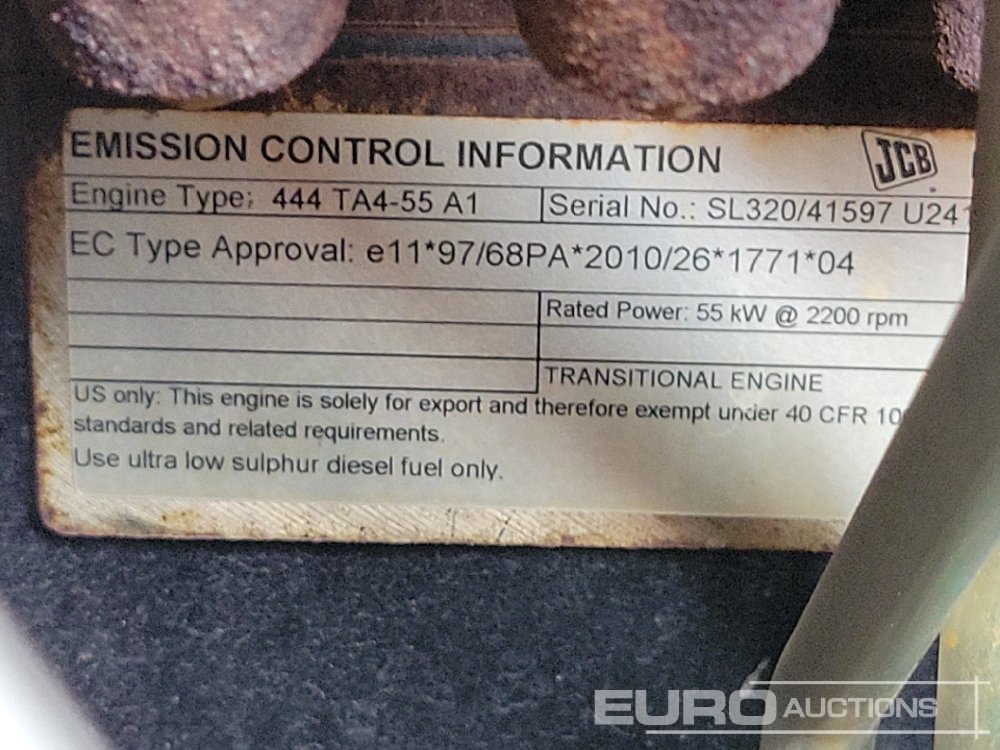 EMISSION CONTROL INFORMATION
JCB
Engine Type: 444 TA4-55 A1
Serial No.: SL320/41597 U241
EC Type Approval: e11*97/68PA*2010/26*1771*04
Rated Power: 55 kW @ 2200 rpm
TRANSITIONAL ENGINE
US only: This engine is solely for export and therefore exempt under 40 CFR
standards and related requirements.
Use ultra low sulphur diesel fuel only.
EURO AUCTIONS